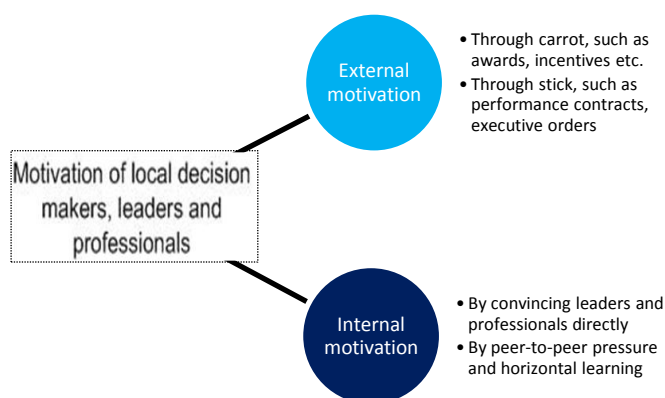 External
motivation
• Through carrot, such as
awards, incentives etc.
• Through stick, such as
performance contracts,
executive orders
Motivation of local decision
makers, leaders and
professionals
Internal
motivation
• By convincing leaders and
professionals directly
• By peer-to-peer pressure
and horizontal learning